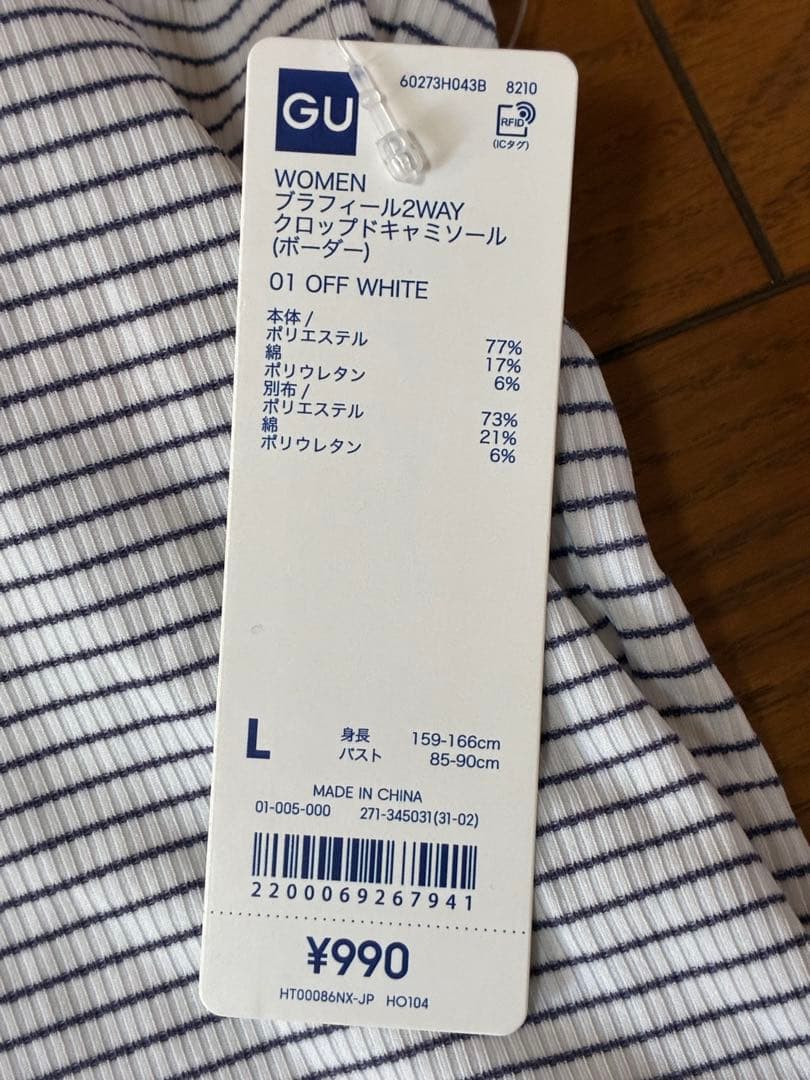 GU
60273H043B 8210
RFID
(ICタグ)
WOMEN
ブラフィール2WAY
クロップドキャミソール
(ボーダー)
01 OFF WHITE
本体 /
ポリエステル 77%
綿 17%
ポリウレタン 6%
別布 /
ポリエステル 73%
綿 21%
ポリウレタン 6%
L 身長 159-166cm
バスト 85-90cm
MADE IN CHINA
01-005-000 271-345031(31-02)
2200069267941
¥990
HT00086NX-JP HO104